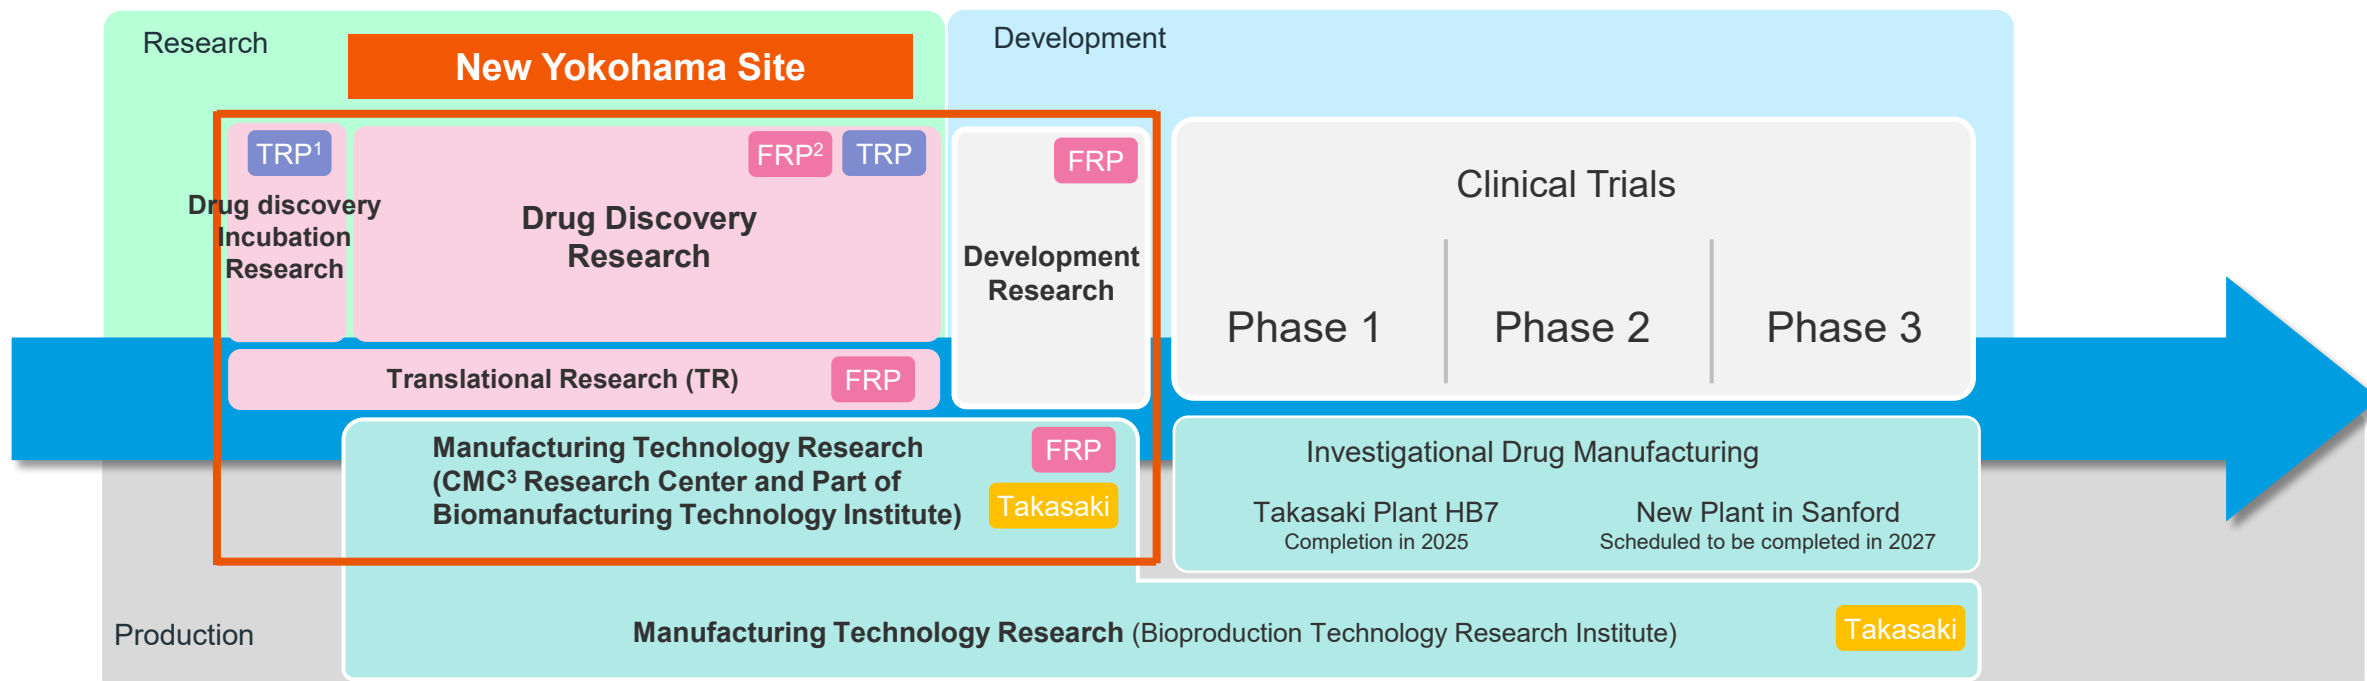 Research
New Yokohama Site
Development
TRP1
Drug discovery
Incubation
Research
FRP2 TRP
Drug Discovery
Research
FRP
Development
Research
Clinical Trials
Phase 1
Phase 2
Phase 3
Translational Research (TR) FRP
Manufacturing Technology Research
(CMC3 Research Center and Part of
Biomanufacturing Technology Institute)
FRP
Takasaki
Investigational Drug Manufacturing
Takasaki Plant HB7
Completion in 2025
New Plant in Sanford
Scheduled to be completed in 2027
Production
Manufacturing Technology Research (Bioproduction Technology Research Institute) Takasaki